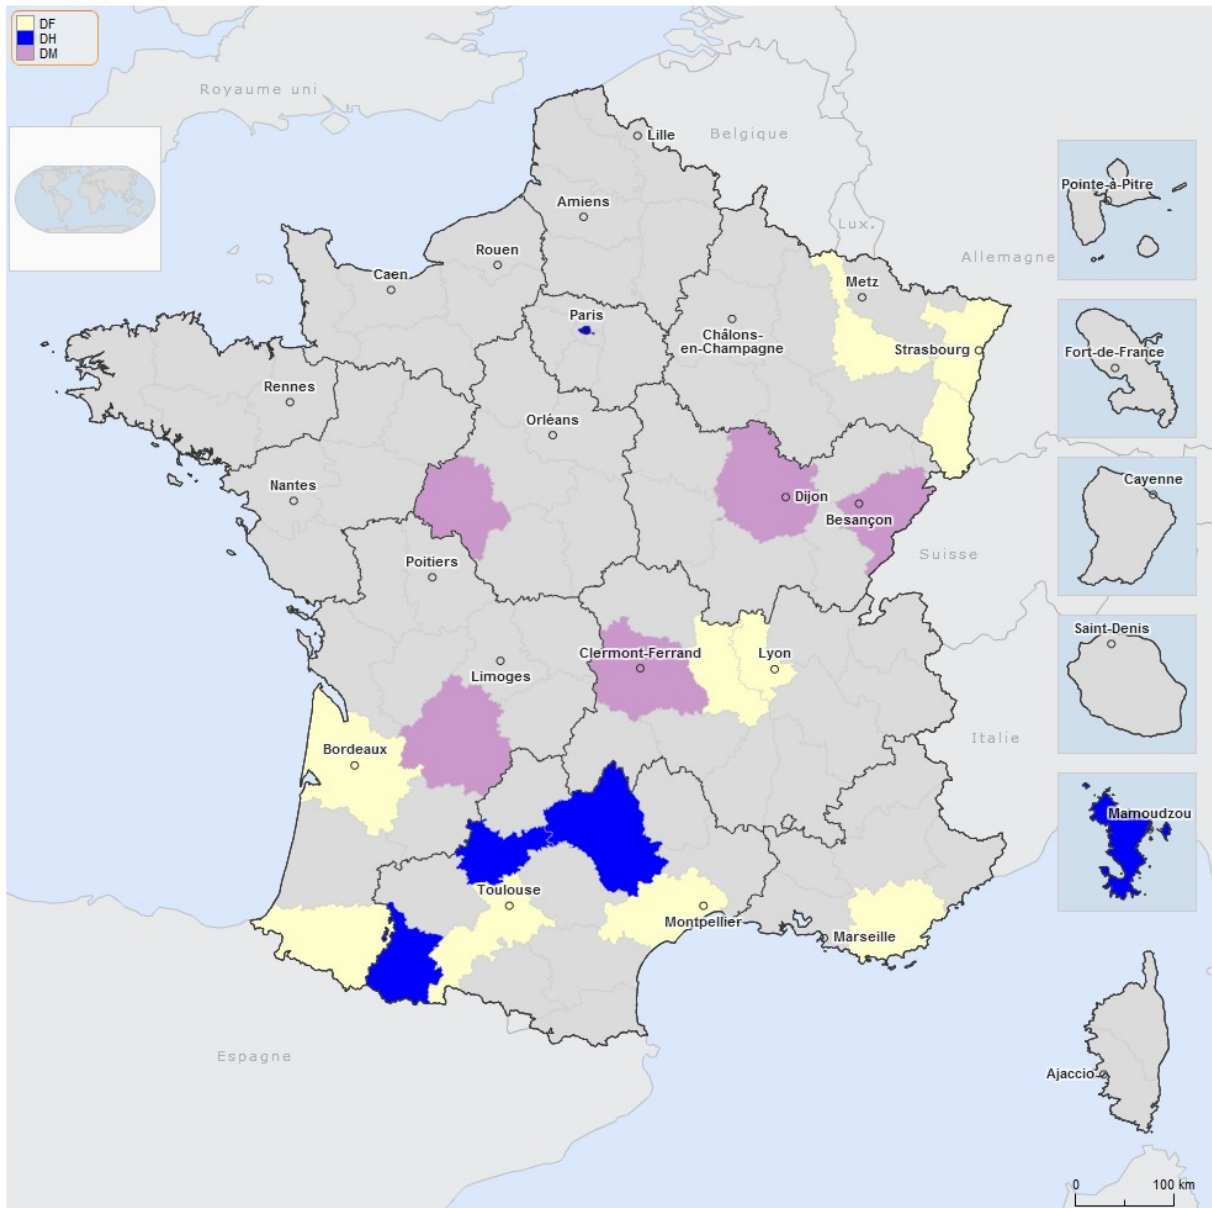 DF
DH
DM
Royaume uni
Lille
Belgique
Pointe-à-Pitre
Amiens
Lux.
Rouen
Allemagne
Caen
Metz
Paris
Châlons-
en-Champagne
Strasbourg
Fort-de-France
Rennes
Orléans
Nantes
Dijon
Besançon
Cayenne
Suisse
Poitiers
Saint-Denis
Clermont-Ferrand
Lyon
Limoges
Italie
Bordeaux
Mamoudzou
Toulouse
Montpellier
Marseille
Espagne
Ajaccio
0 100 km